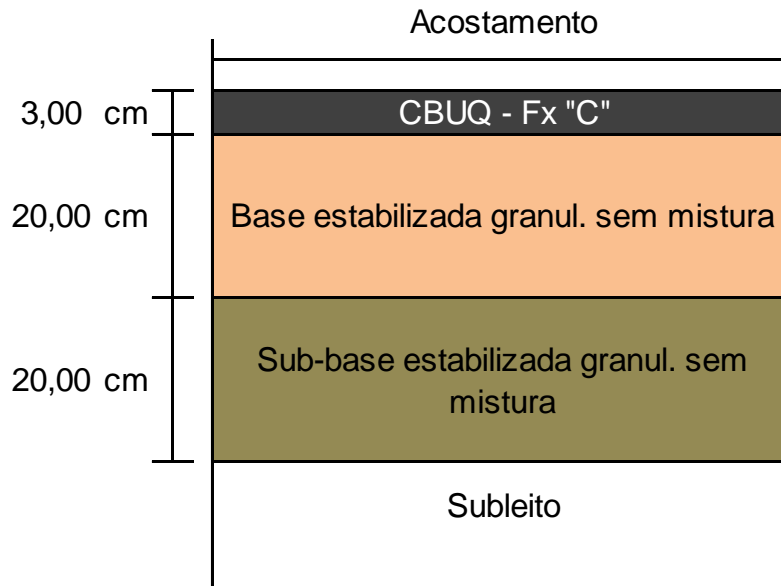 Acostamento
3,00 cm
CBUQ - Fx "C"
20,00 cm
Base estabilizada granul. sem mistura
20,00 cm
Sub-base estabilizada granul. sem
mistura
Subleito